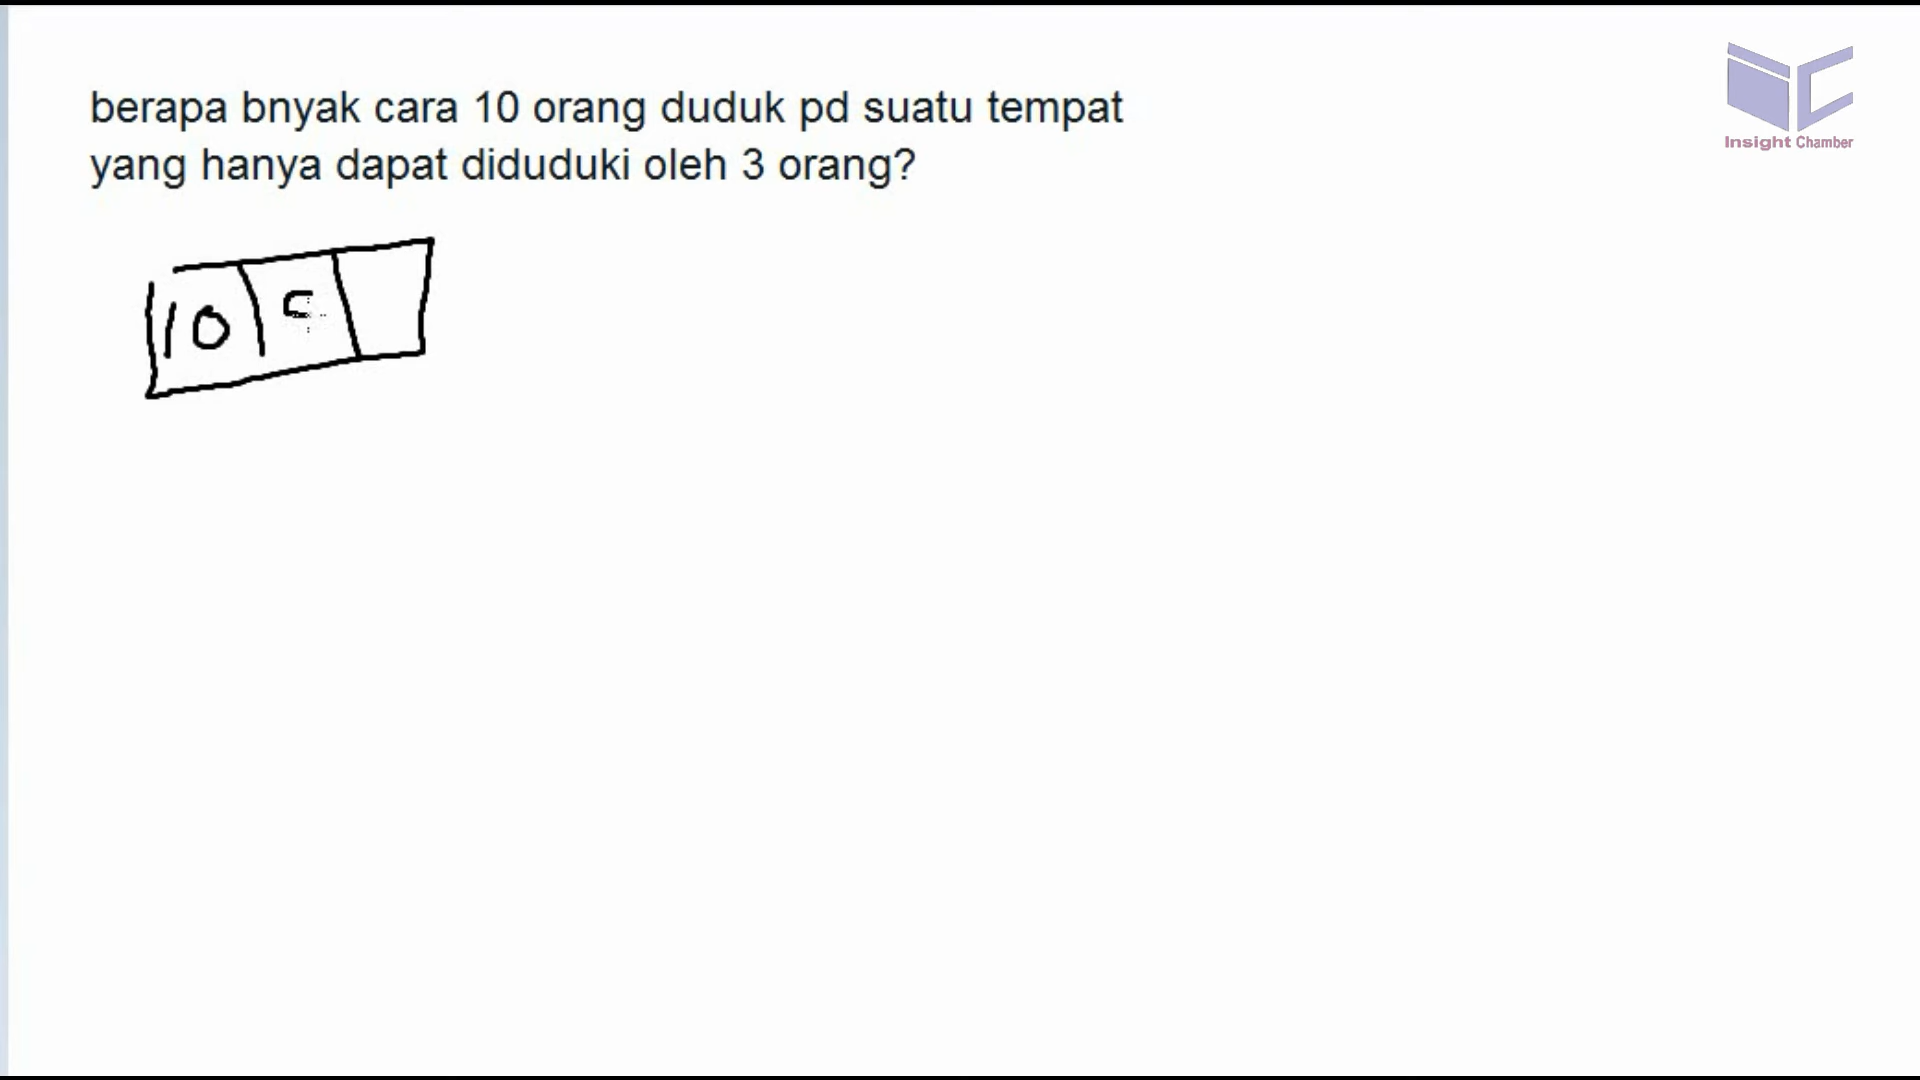 berapa bnyak cara 10 orang duduk pd suatu tempat
yang hanya dapat diduduki oleh 3 orang?
10
Insight Chamber